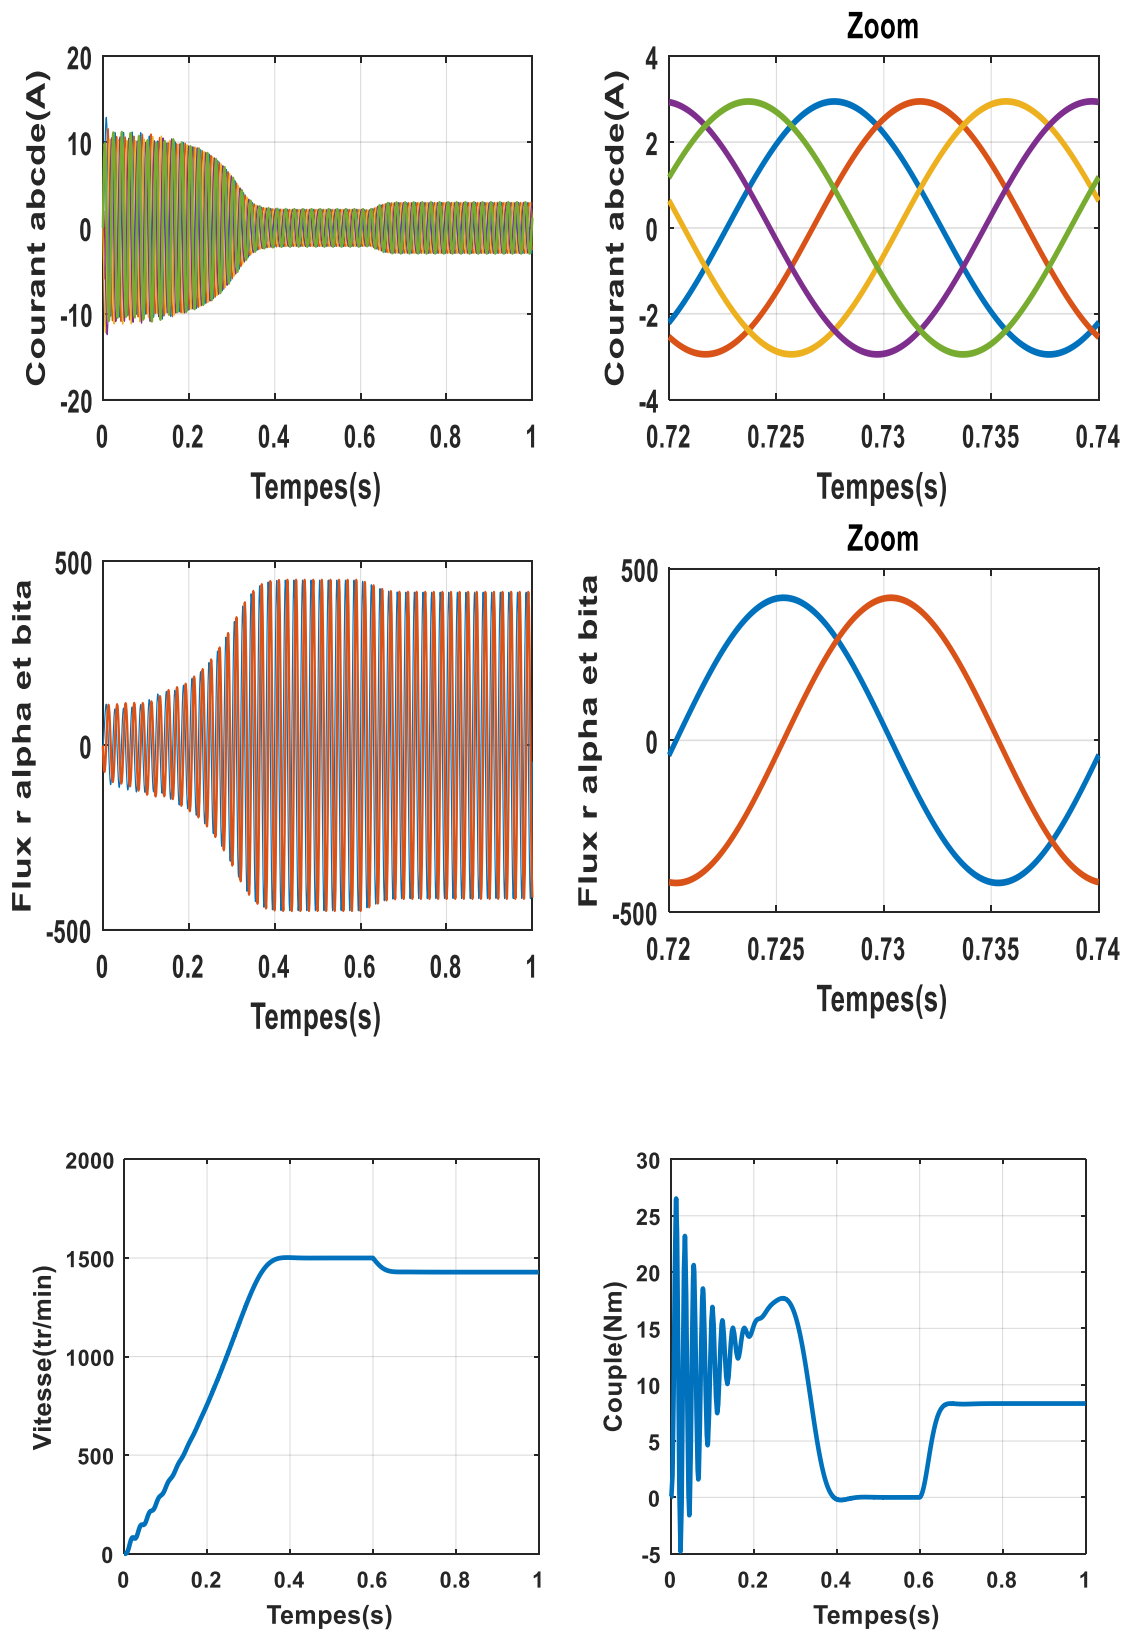 Zoom
20
10
0
-10
-20
Courant abcde(A)
0 0.2 0.4 0.6 0.8 1
Tempes(s)
4
2
0
-2
-4
Courant abcde(A)
0.72 0.725 0.73 0.735 0.74
Tempes(s)
500
0
-500
Flux r alpha et bita
0 0.2 0.4 0.6 0.8 1
Tempes(s)
Zoom
500
0
-500
Flux r alpha et bita
0.72 0.725 0.73 0.735 0.74
Tempes(s)
2000
1500
1000
500
0
Vitesse(tr/min)
0 0.2 0.4 0.6 0.8 1
Tempes(s)
30
25
20
15
10
5
0
-5
Couple(Nm)
0 0.2 0.4 0.6 0.8 1
Tempes(s)